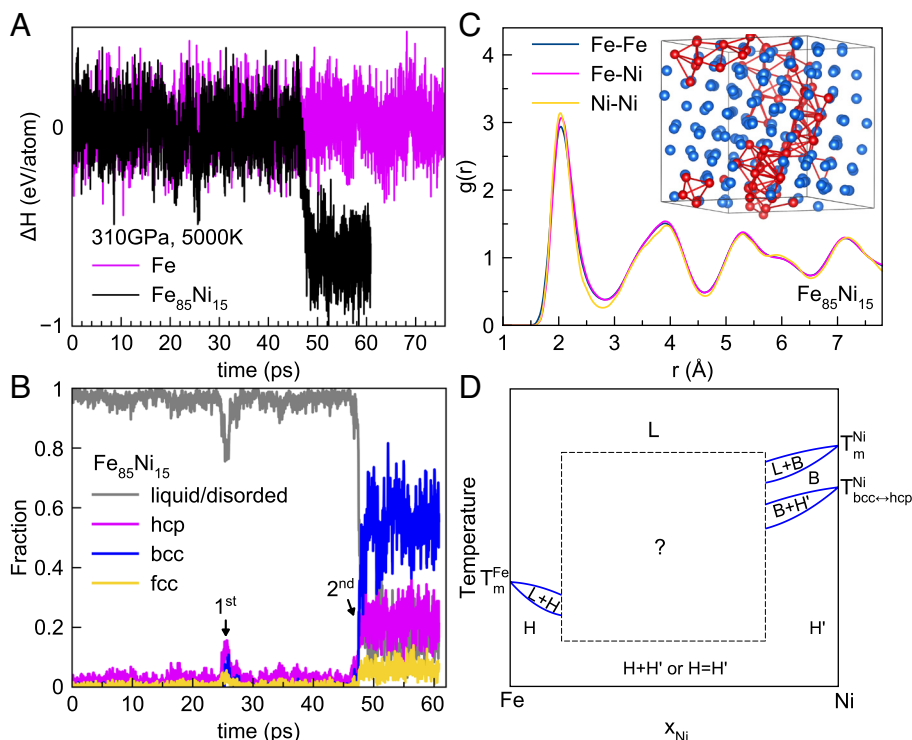 A
ΔH (eV/atom)
0
−1
310GPa, 5000K
Fe
Fe₈₅Ni₁₅
0 10 20 30 40 50 60 70
time (ps)
B
Fraction
1
0.8
0.6
0.4
0.2
0
Fe₈₅Ni₁₅
liquid/disorded
hcp
bcc
fcc
1ˢᵗ
2ⁿᵈ
0 10 20 30 40 50 60
time (ps)
C
g(r)
4
3
2
1
0
Fe-Fe
Fe-Ni
Ni-Ni
Fe₈₅Ni₁₅
1 2 3 4 5 6 7
r (Å)
D
Temperature
L
T_m^Ni
L+B
B
T_bcc↔hcp^Ni
B+H'
?
T_m^Fe
L+H
H
H'
H+H' or H=H'
Fe
Ni
x_Ni